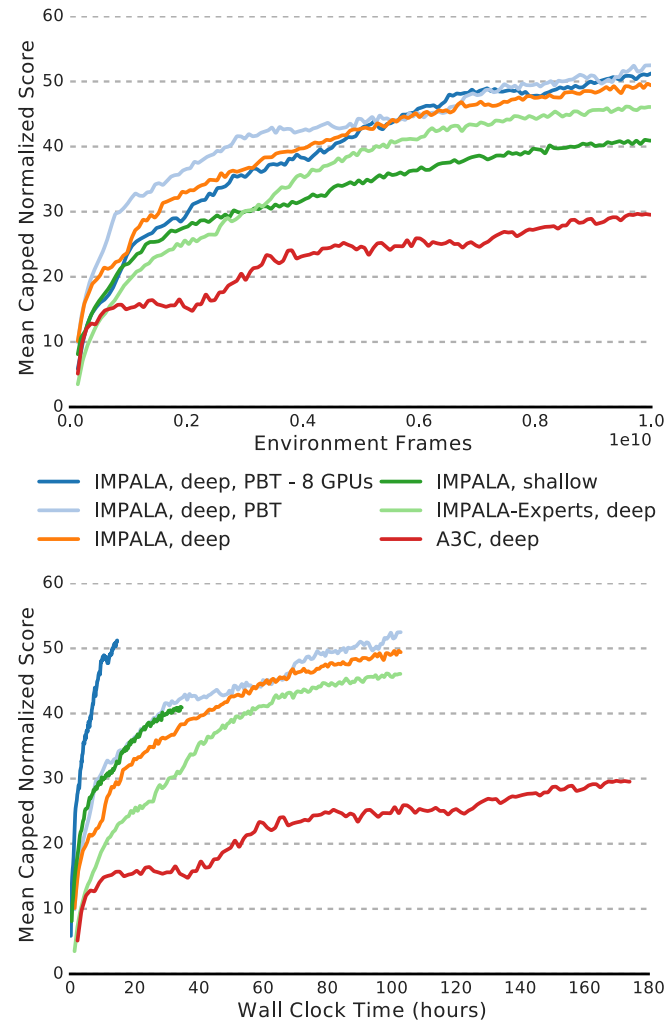 60
50
40
30
20
10
0
Mean Capped Normalized Score
0.0 0.2 0.4 0.6 0.8 1.0
1e10
Environment Frames
IMPALA, deep, PBT - 8 GPUs
IMPALA, deep, PBT
IMPALA, deep
IMPALA, shallow
IMPALA-Experts, deep
A3C, deep
60
50
40
30
20
10
0
Mean Capped Normalized Score
0 20 40 60 80 100 120 140 160 180
Wall Clock Time (hours)